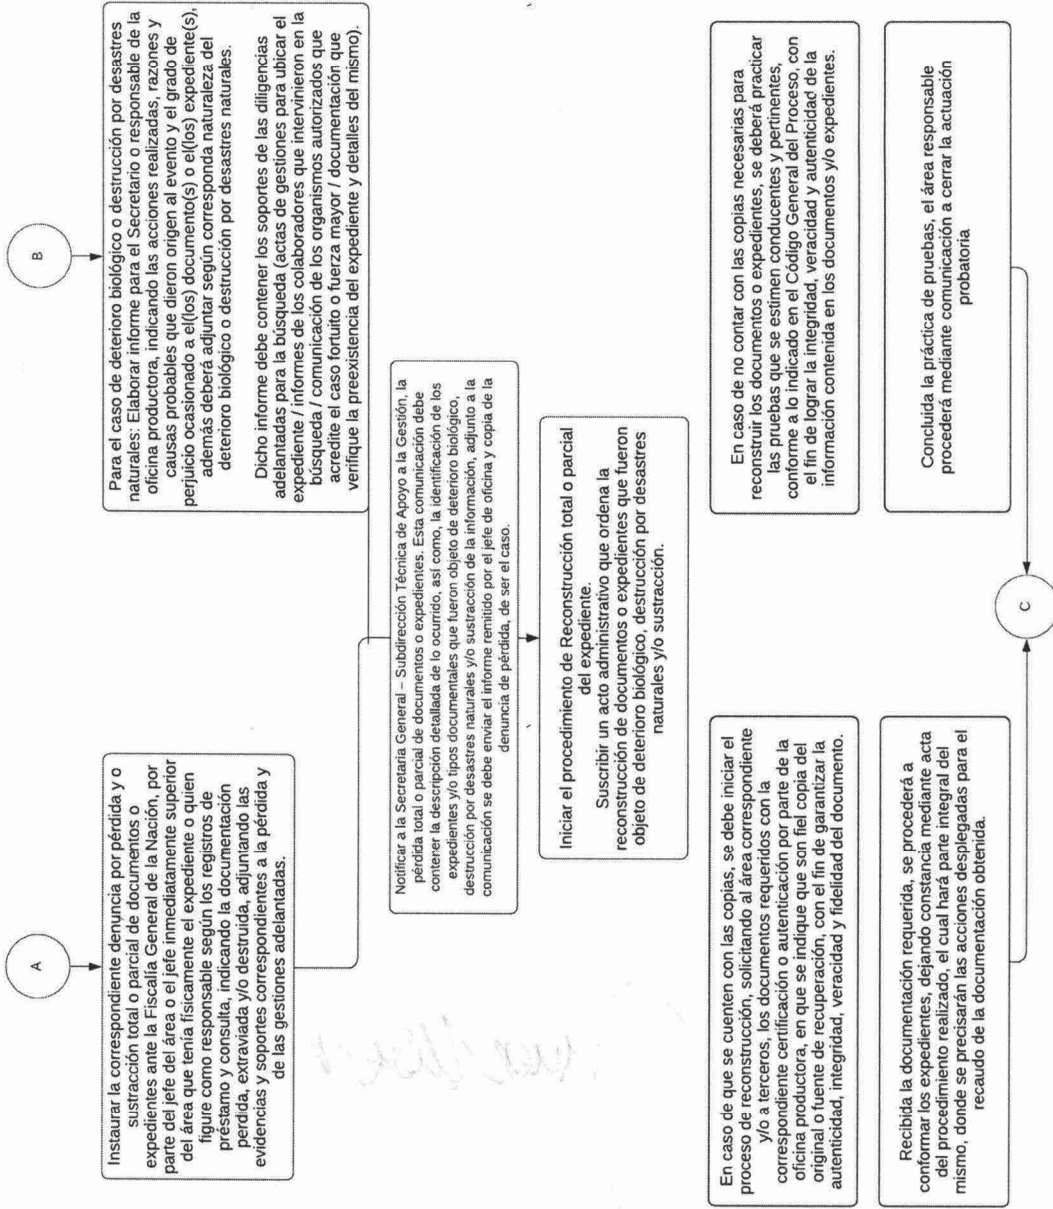 A
Instaurar la correspondiente denuncia por pérdida y o
sustracción total o parcial de documentos o
expedientes ante la Fiscalía General de la Nación, por
parte del jefe del área o el jefe inmediatamente superior
del área que tenía físicamente el expediente o quien
figure como responsable según los registros de
préstamo y consulta, indicando la documentación
perdida, extraviada y/o destruida, adjuniando las
evidencias y soportes correspondientes a la pérdida y
de las gestiones adelantadas.
B
Para el caso de deterioro biológico o destrucción por desastres
naturales: Elaborar informe para el Secretario o responsable de la
oficina productora, indicando las acciones realizadas, razones y
causas probables que dieron origen al evento y el grado de
perjuicio ocasionado a el(los) documento(s) o el(los) expediente(s),
además deberá adjuntar según corresponda naturaleza del
deterioro biológico o destrucción por desastres naturales.
Dicho informe debe contener los soportes de las diligencias
adelantadas para la búsqueda (actas de gestiones para ubicar el
expediente / informes de los colaboradores que intervinieron en la
búsqueda / comunicación de los organismos autorizados que
acredite el caso fortuito o fuerza mayor / documentación que
verifique la preexistencia del expediente y detalles del mismo).
Notificar a la Secretaria General – Subdirección Técnica de Apoyo a la Gestión, la
pérdida total o parcial de documentos o expedientes. Esta comunicación debe
contener la descripción detallada de lo ocurrido, así como, la identificación de los
expedientes y/o tipos documentales que fueron objeto de deterioro biológico,
destrucción por desastres naturales y/o sustracción de la información, adjunto a la
comunicación se debe enviar el informe remitido por el jefe de oficina y copia de la
denuncia de pérdida, de ser el caso.
Iniciar el procedimiento de Reconstrucción total o parcial
del expediente.
Suscribir un acto administrativo que ordena la
reconstrucción de documentos o expedientes que fueron
objeto de deterioro biológico, destrucción por desastres
naturales y/o sustracción.
En caso de que se cuenten con las copias, se debe iniciar el
proceso de reconstrucción, solicitando al área correspondiente
y/o a terceros, los documentos requeridos con la
correspondiente certificación o autenticación por parte de la
oficina productora, en que se indique que son fiel copia del
original o fuente de recuperación, con el fin de garantizar la
autenticidad, integridad, veracidad y fidelidad del documento.
En caso de no contar con las copias necesarias para
reconstruir los documentos o expedientes, se deberá practicar
las pruebas que se estimen conducentes y pertinentes,
conforme a lo indicado en el Código General del Proceso, con
el fin de lograr la integridad, veracidad y autenticidad de la
información contenida en los documentos y/o expedientes.
Recibida la documentación requerida, se procederá a
conformar los expedientes, dejando constancia mediante acta
del procedimiento realizado, el cual hará parte integral del
mismo, donde se precisarán las acciones desplegadas para el
recaudo de la documentación obtenida.
Concluida la práctica de pruebas, el área responsable
procederá mediante comunicación a cerrar la actuación
probatoria
C